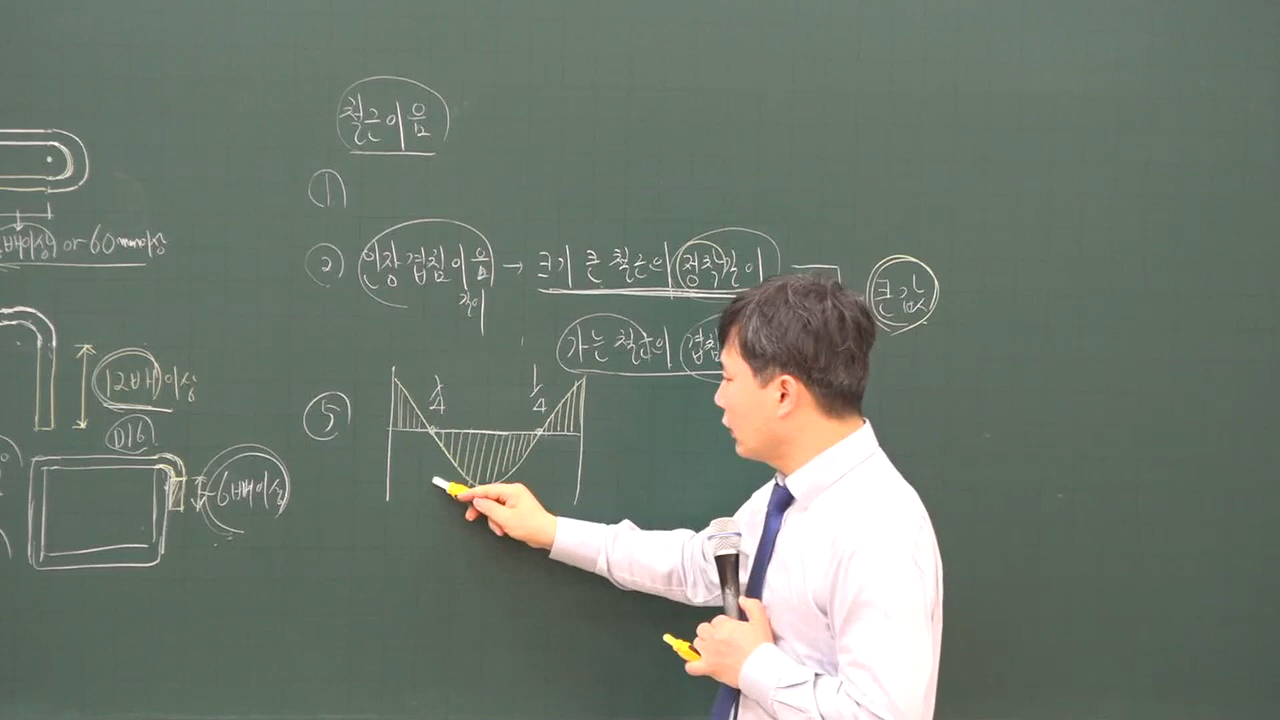 철근이음
①
배이상 or 60mm이상
② 인장겹침이음 → 크기 큰 철근의 정착길이
길이
큰값
가는 철근의 겹침
12배이상
D16
⑤
1/4
1/4
6배이상